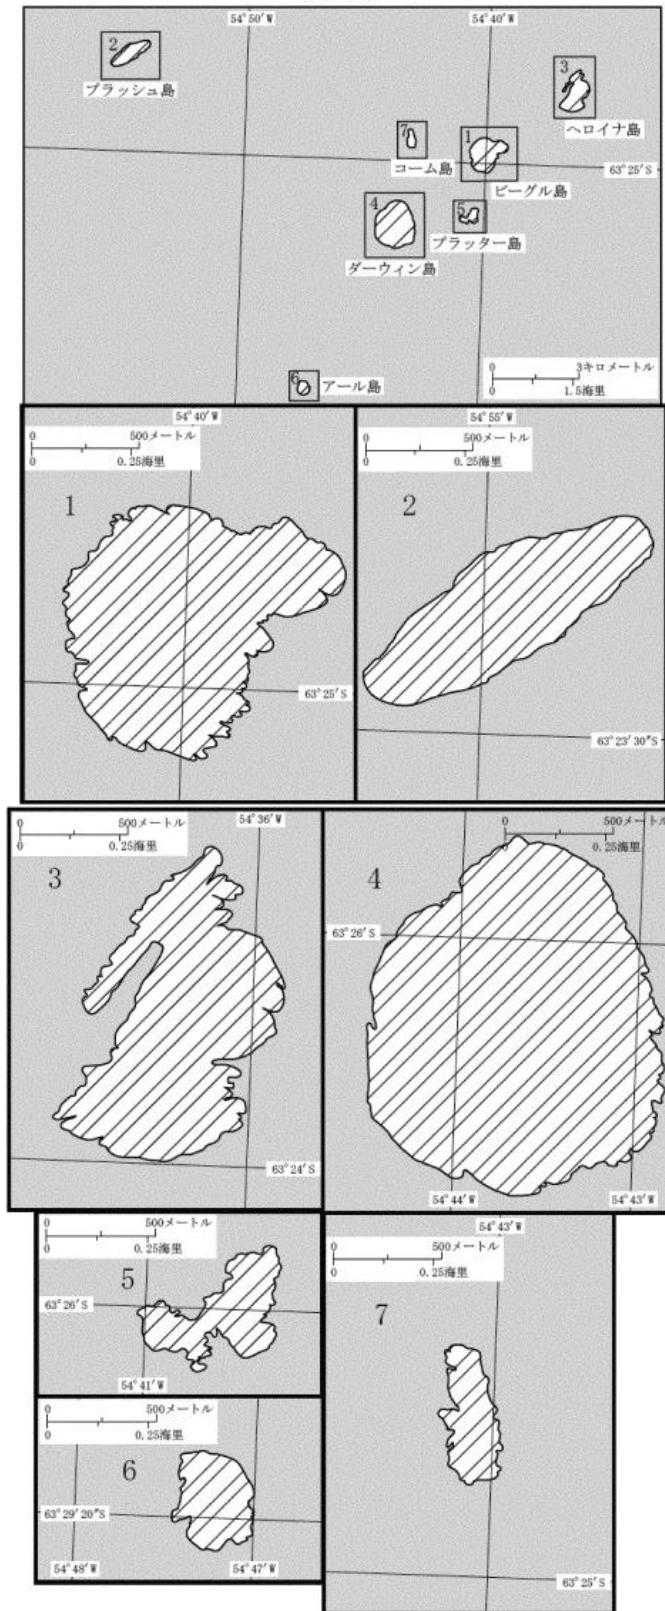 54°50'W
54°40'W
2
ブラッシュ島
3
ヘロイナ島
7
コーム島
1
ビーグル島
63°25'S
4
ダーウィン島
5
プラッター島
6
アール島
0 3キロメートル
0 1.5海里
54°40'W
0 500メートル
0 0.25海里
1
63°25'S
54°55'W
0 500メートル
0 0.25海里
2
63°23'30"S
54°36'W
0 500メートル
0 0.25海里
3
63°24'S
0 500メートル
0 0.25海里
4
63°26'S
54°44'W
54°43'W
0 500メートル
0 0.25海里
5
63°26'S
54°41'W
0 500メートル
0 0.25海里
6
63°29'20"S
54°48'W
54°47'W
54°43'W
0 500メートル
0 0.25海里
7
63°25'S